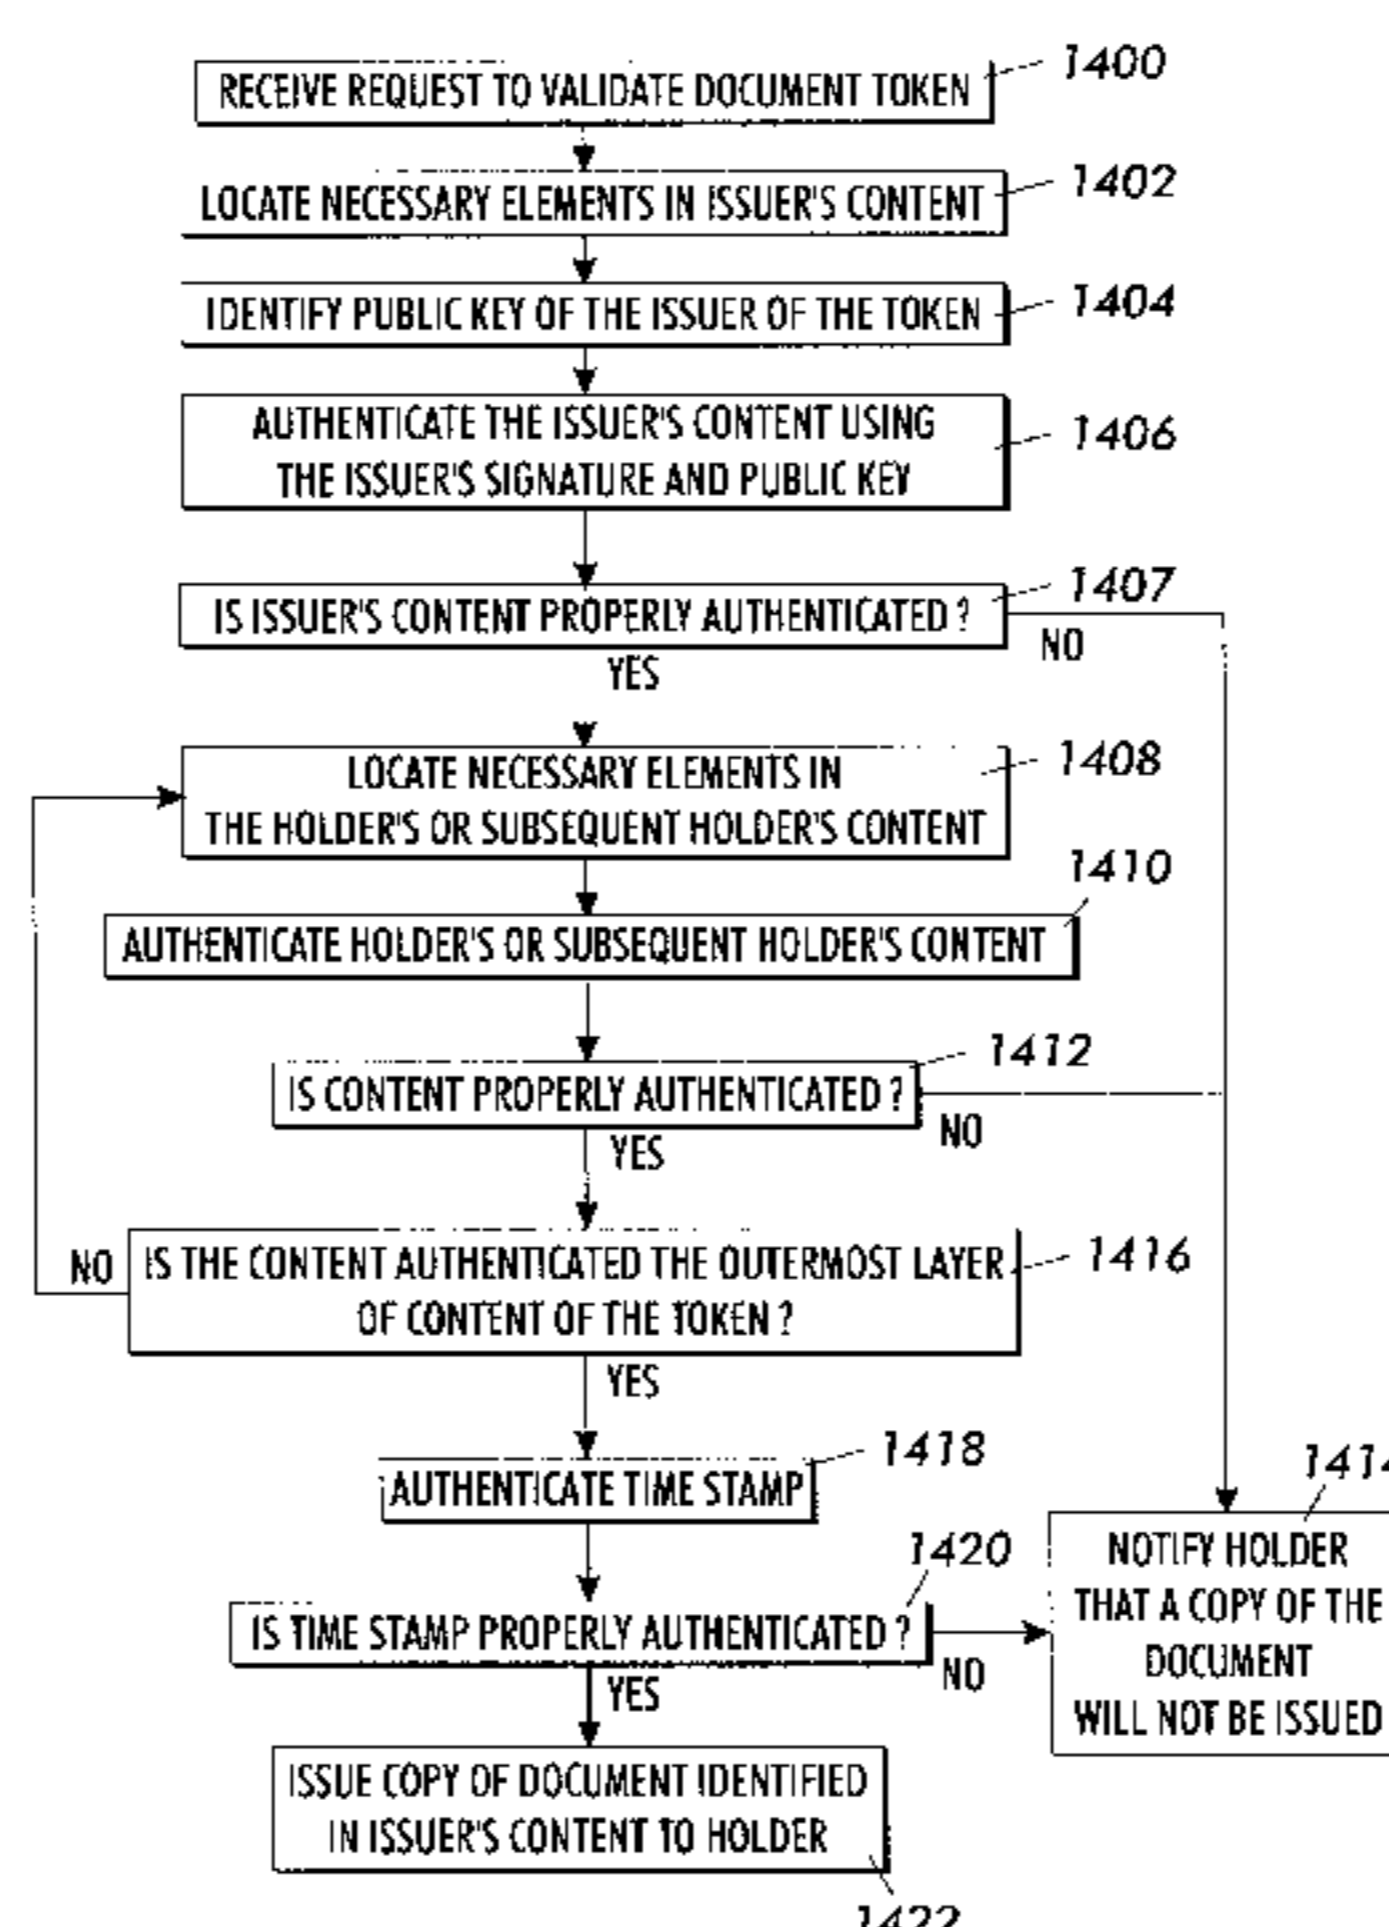 RECEIVE REQUEST TO VALIDATE DOCUMENT TOKEN
1400
LOCATE NECESSARY ELEMENTS IN ISSUER'S CONTENT
1402
IDENTIFY PUBLIC KEY OF THE ISSUER OF THE TOKEN
1404
AUTHENTICATE THE ISSUER'S CONTENT USING
THE ISSUER'S SIGNATURE AND PUBLIC KEY
1406
IS ISSUER'S CONTENT PROPERLY AUTHENTICATED ?
1407
NO
YES
LOCATE NECESSARY ELEMENTS IN
THE HOLDER'S OR SUBSEQUENT HOLDER'S CONTENT
1408
1410
AUTHENTICATE HOLDER'S OR SUBSEQUENT HOLDER'S CONTENT
1412
IS CONTENT PROPERLY AUTHENTICATED ?
NO
YES
NO
IS THE CONTENT AUTHENTICATED THE OUTERMOST LAYER
OF CONTENT OF THE TOKEN ?
1416
YES
1418
AUTHENTICATE TIME STAMP
1420
IS TIME STAMP PROPERLY AUTHENTICATED ?
NO
YES
1414
NOTIFY HOLDER
THAT A COPY OF THE
DOCUMENT
WILL NOT BE ISSUED
ISSUE COPY OF DOCUMENT IDENTIFIED
IN ISSUER'S CONTENT TO HOLDER
1422